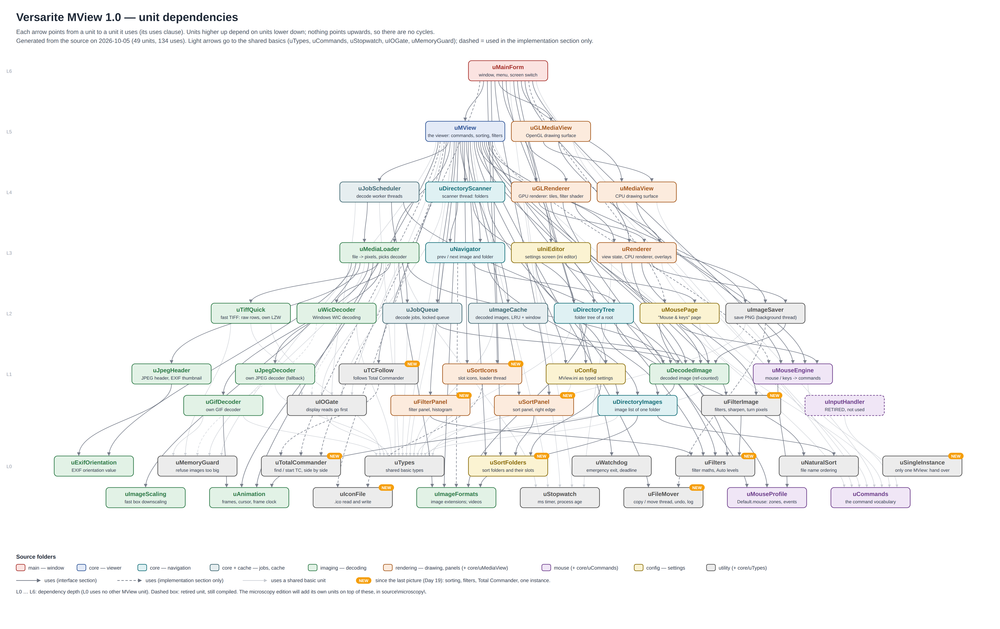 Versarite MView 1.0 — unit dependencies
Each arrow points from a unit to a unit it uses (its uses clause). Units higher up depend on units lower down; nothing points upwards, so there are no cycles.
Generated from the source on 2026-10-05 (49 units, 134 uses). Light arrows go to the shared basics (uTypes, uCommands, uStopwatch, uIOGate, uMemoryGuard); dashed = used in the implementation section only.
L6
uMainForm
window, menu, screen switch
L5
uMView
the viewer: commands, sorting, filters
uGLMediaView
OpenGL drawing surface
L4
uJobScheduler
decode worker threads
uDirectoryScanner
scanner thread: folders
uGLRenderer
GPU renderer: tiles, filter shader
uMediaView
CPU drawing surface
L3
uMediaLoader
file -> pixels, picks decoder
uNavigator
prev / next image and folder
uIniEditor
settings screen (ini editor)
uRenderer
view state, CPU renderer, overlays
L2
uTiffQuick
fast TIFF: raw rows, own LZW
uWicDecoder
Windows WIC decoding
uJobQueue
decode jobs, locked queue
uImageCache
decoded images, LRU + window
uDirectoryTree
folder tree of a root
uMousePage
"Mouse & keys" page
uImageSaver
save PNG (background thread)
L1
uJpegHeader
JPEG header, EXIF thumbnail
uJpegDecoder
own JPEG decoder (fallback)
NEW
uTCFollow
follows Total Commander
NEW
uSortIcons
slot icons, loader thread
uConfig
MView.ini as typed settings
uDecodedImage
decoded image (ref-counted)
uMouseEngine
mouse / keys -> commands
uGifDecoder
own GIF decoder
uIOGate
display reads go first
NEW
uFilterPanel
filter panel, histogram
NEW
uSortPanel
sort panel, right edge
uDirectoryImages
image list of one folder
NEW
uFilterImage
filters, sharpen, turn pixels
uInputHandler
RETIRED, not used
L0
uExifOrientation
EXIF orientation value
uMemoryGuard
refuse images too big
NEW
uTotalCommander
find / start TC, side by side
uTypes
shared basic types
NEW
uSortFolders
sort folders and their slots
uWatchdog
emergency exit, deadline
NEW
uFilters
filter maths, Auto levels
uNaturalSort
file name ordering
NEW
uSingleInstance
only one MView: hand over
uImageScaling
fast box downscaling
uAnimation
frames, cursor, frame clock
NEW
uIconFile
.ico read and write
uImageFormats
image extensions; videos
uStopwatch
ms timer, process age
NEW
uFileMover
copy / move thread, undo, log
uMouseProfile
Default.mouse: zones, events
uCommands
the command vocabulary
Source folders
main — window
core — viewer
core — navigation
core + cache — jobs, cache
imaging — decoding
rendering — drawing, panels (+ core/uMediaView)
mouse (+ core/uCommands)
config — settings
utility (+ core/uTypes)
uses (interface section)
uses (implementation section only)
uses a shared basic unit
NEW
since the last picture (Day 19): sorting, filters, Total Commander, one instance.
L0 … L6: dependency depth (L0 uses no other MView unit). Dashed box: retired unit, still compiled. The microscopy edition will add its own units on top of these, in source\microscopy\.